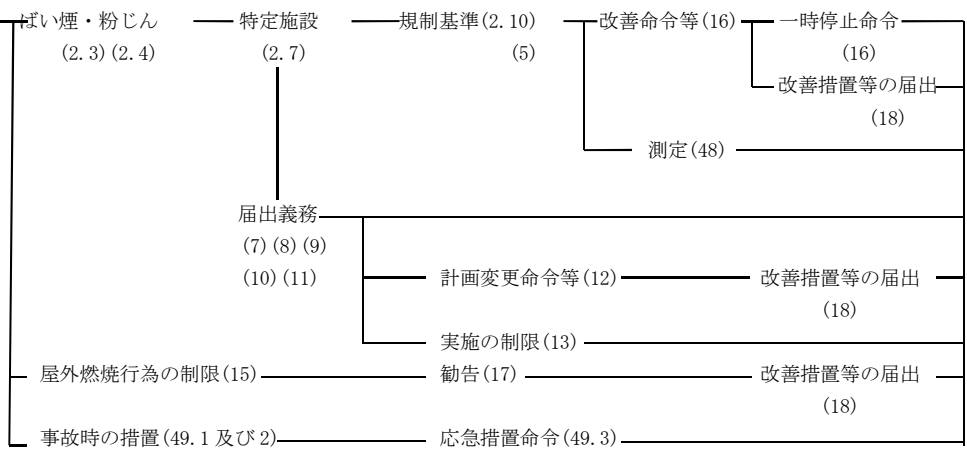 ばい煙・粉じん 特定施設 規制基準(2.10) 改善命令等(16) 一時停止命令
(2.3)(2.4) (2.7) (5) (16)
改善措置等の届出
(18)
測定(48)
届出義務
(7)(8)(9)
(10)(11) 計画変更命令等(12) 改善措置等の届出
(18)
実施の制限(13)
屋外燃焼行為の制限(15) 勧告(17) 改善措置等の届出
(18)
事故時の措置(49.1 及び 2) 応急措置命令(49.3)